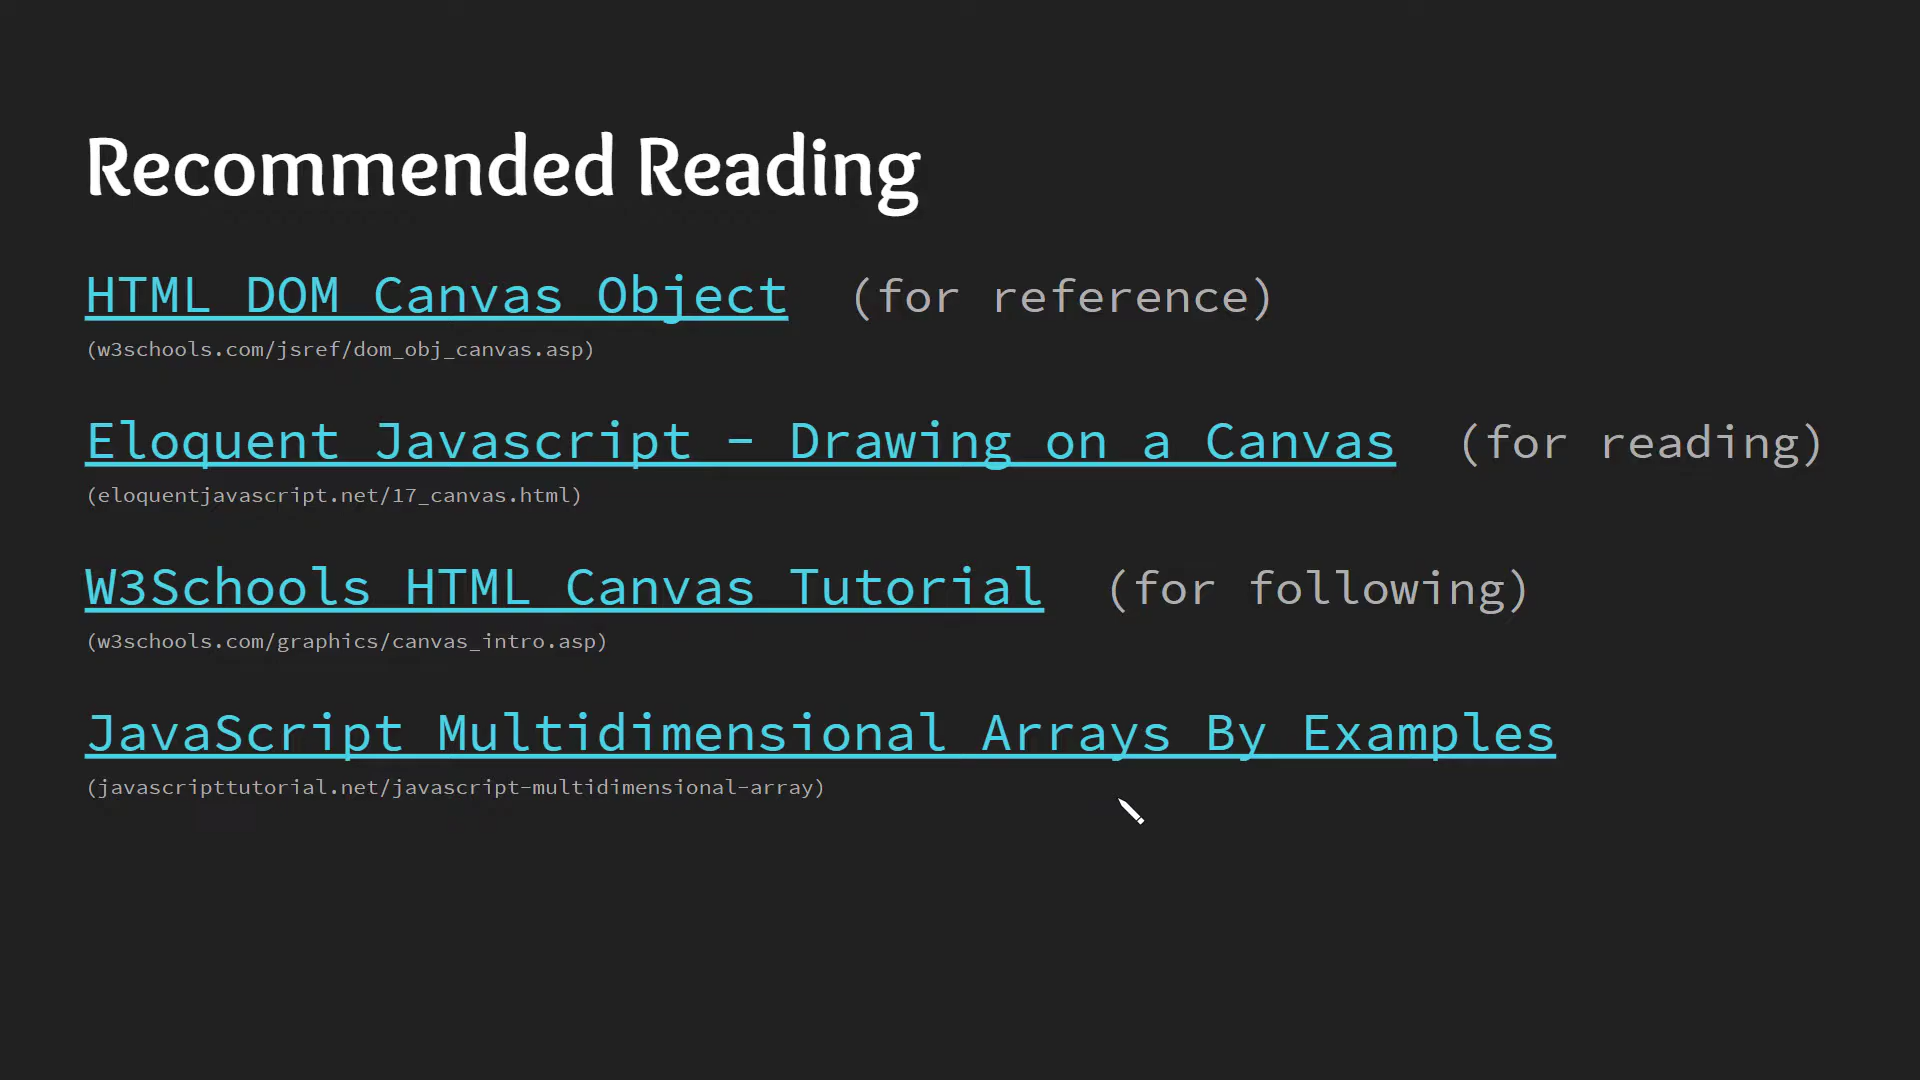 Recommended Reading
HTML DOM Canvas Object (for reference)
(w3schools.com/jsref/dom_obj_canvas.asp)
Eloquent Javascript – Drawing on a Canvas (for reading)
(eloquentjavascript.net/17_canvas.html)
W3Schools HTML Canvas Tutorial (for following)
(w3schools.com/graphics/canvas_intro.asp)
JavaScript Multidimensional Arrays By Examples
(javascripttutorial.net/javascript-multidimensional-array)